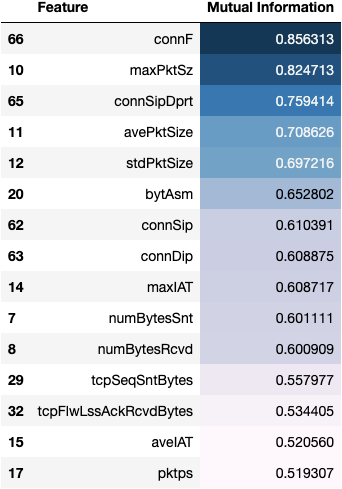 Feature Mutual Information
66 connF 0.856313
10 maxPktSz 0.824713
65 connSipDprt 0.759414
11 avePktSize 0.708626
12 stdPktSize 0.697216
20 bytAsm 0.652802
62 connSip 0.610391
63 connDip 0.608875
14 maxIAT 0.608717
7 numBytesSnt 0.601111
8 numBytesRcvd 0.600909
29 tcpSeqSntBytes 0.557977
32 tcpFlwLssAckRcvdBytes 0.534405
15 aveIAT 0.520560
17 pktps 0.519307